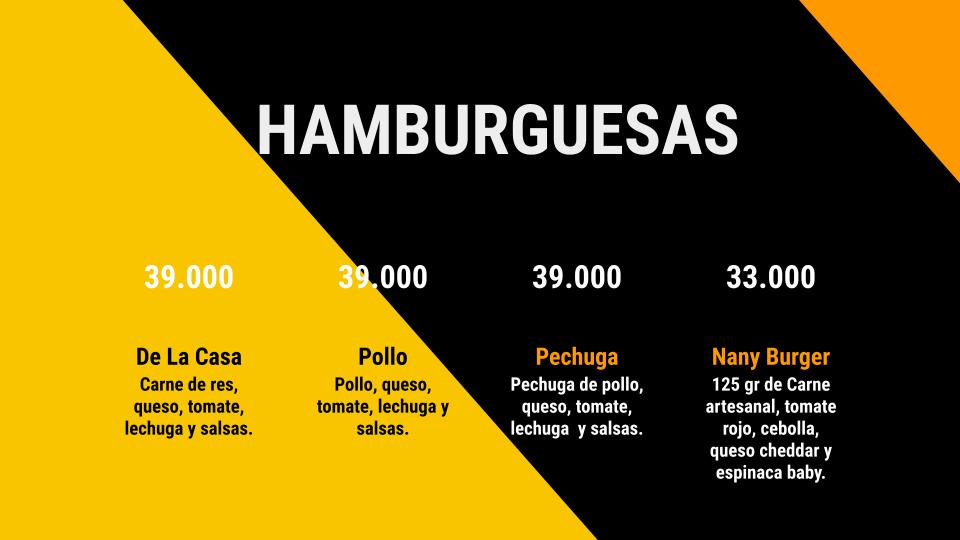 HAMBURGUESAS
39.000
De La Casa
Carne de res,
queso, tomate,
lechuga y salsas.
39.000
Pollo
Pollo, queso,
tomate, lechuga y
salsas.
39.000
Pechuga
Pechuga de pollo,
queso, tomate,
lechuga  y salsas.
33.000
Nany Burger
125 gr de Carne
artesanal, tomate
rojo, cebolla,
queso cheddar y
espinaca baby.